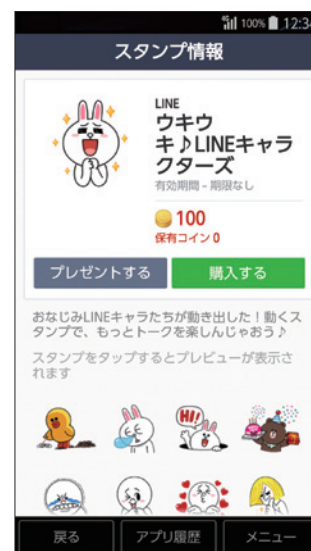 4G 100% 12:34
スタンプ情報
LINE
ウキウ
キ♪LINEキャラ
クターズ
有効期間 - 期限なし
100
保有コイン 0
プレゼントする
購入する
おなじみLINEキャラたちが動き出した!動くス
タンプで、もっとトークを楽しんじゃおう♪
スタンプをタップするとプレビューが表示さ
れます
HI!
戻る
アプリ履歴
メニュー